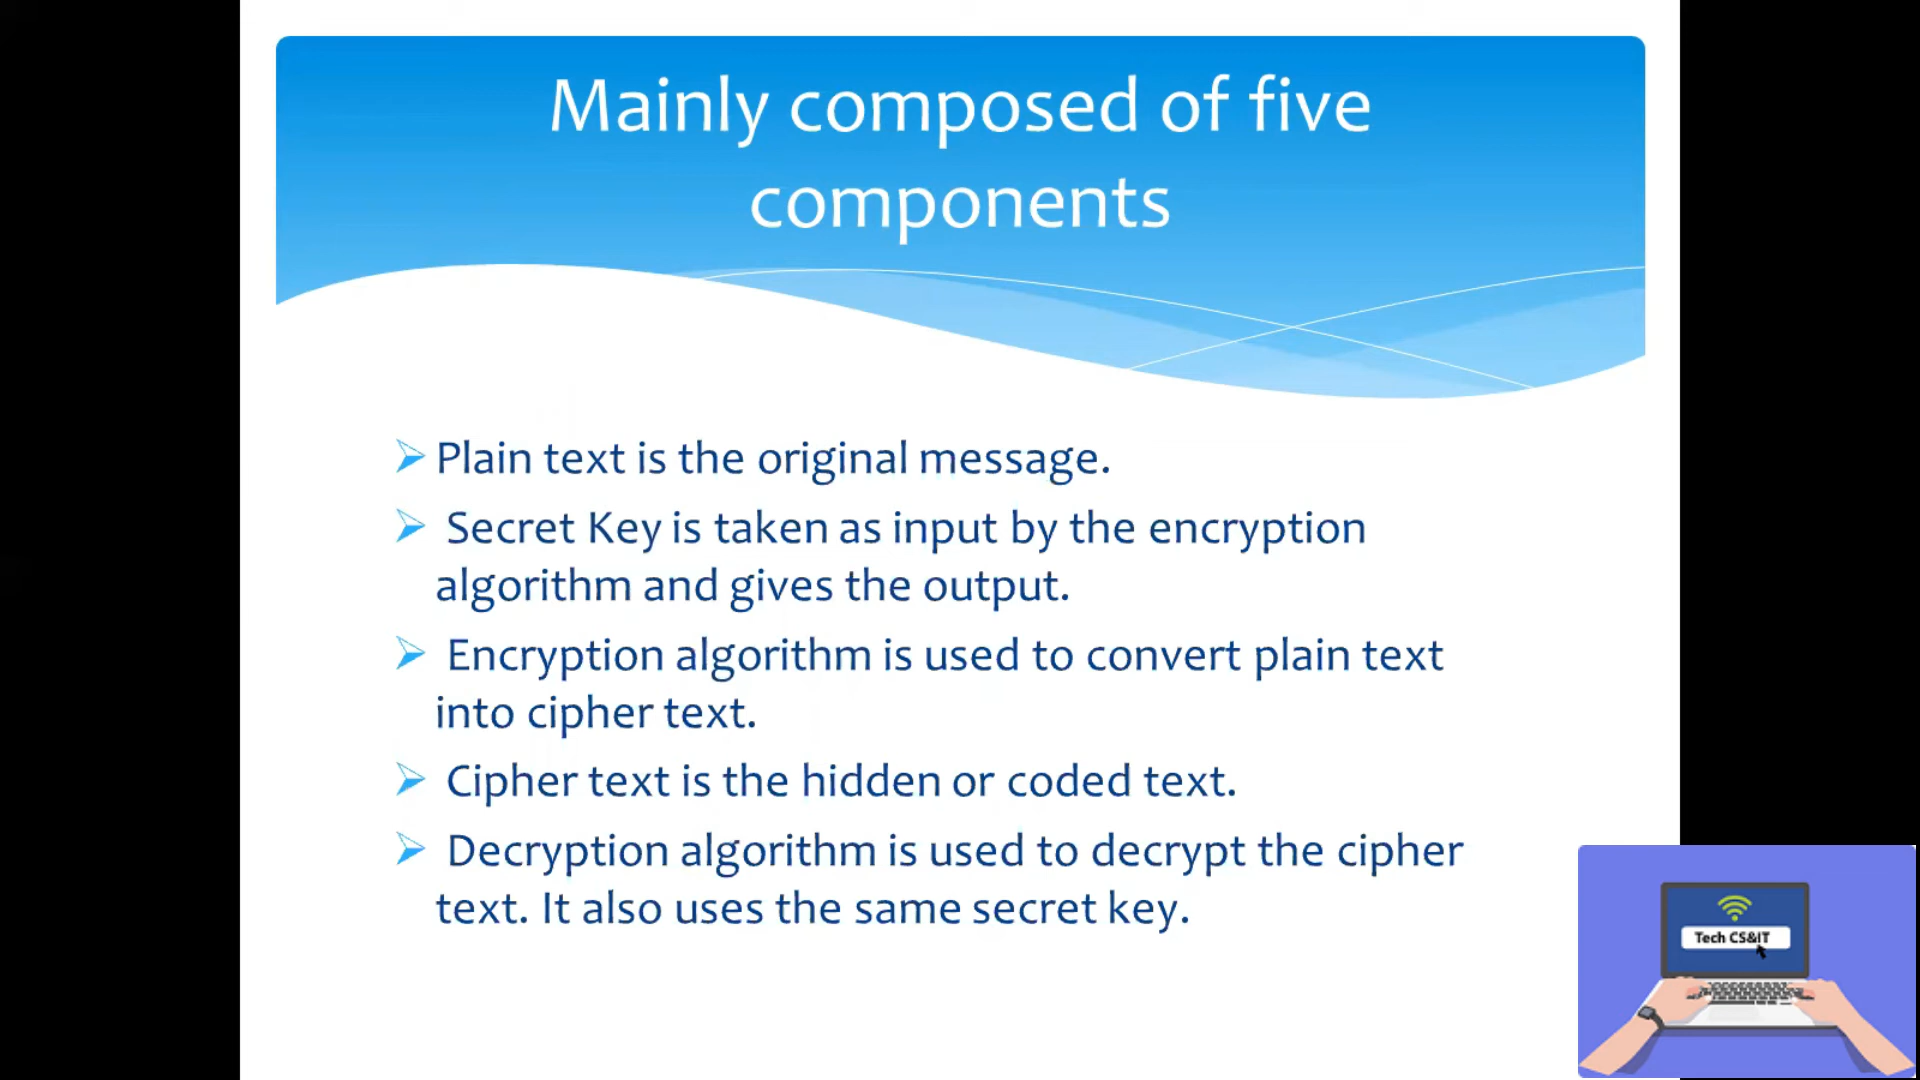 Mainly composed of five
components
Plain text is the original message.
Secret Key is taken as input by the encryption
algorithm and gives the output.
Encryption algorithm is used to convert plain text
into cipher text.
Cipher text is the hidden or coded text.
Decryption algorithm is used to decrypt the cipher
text. It also uses the same secret key.
Tech CS&IT